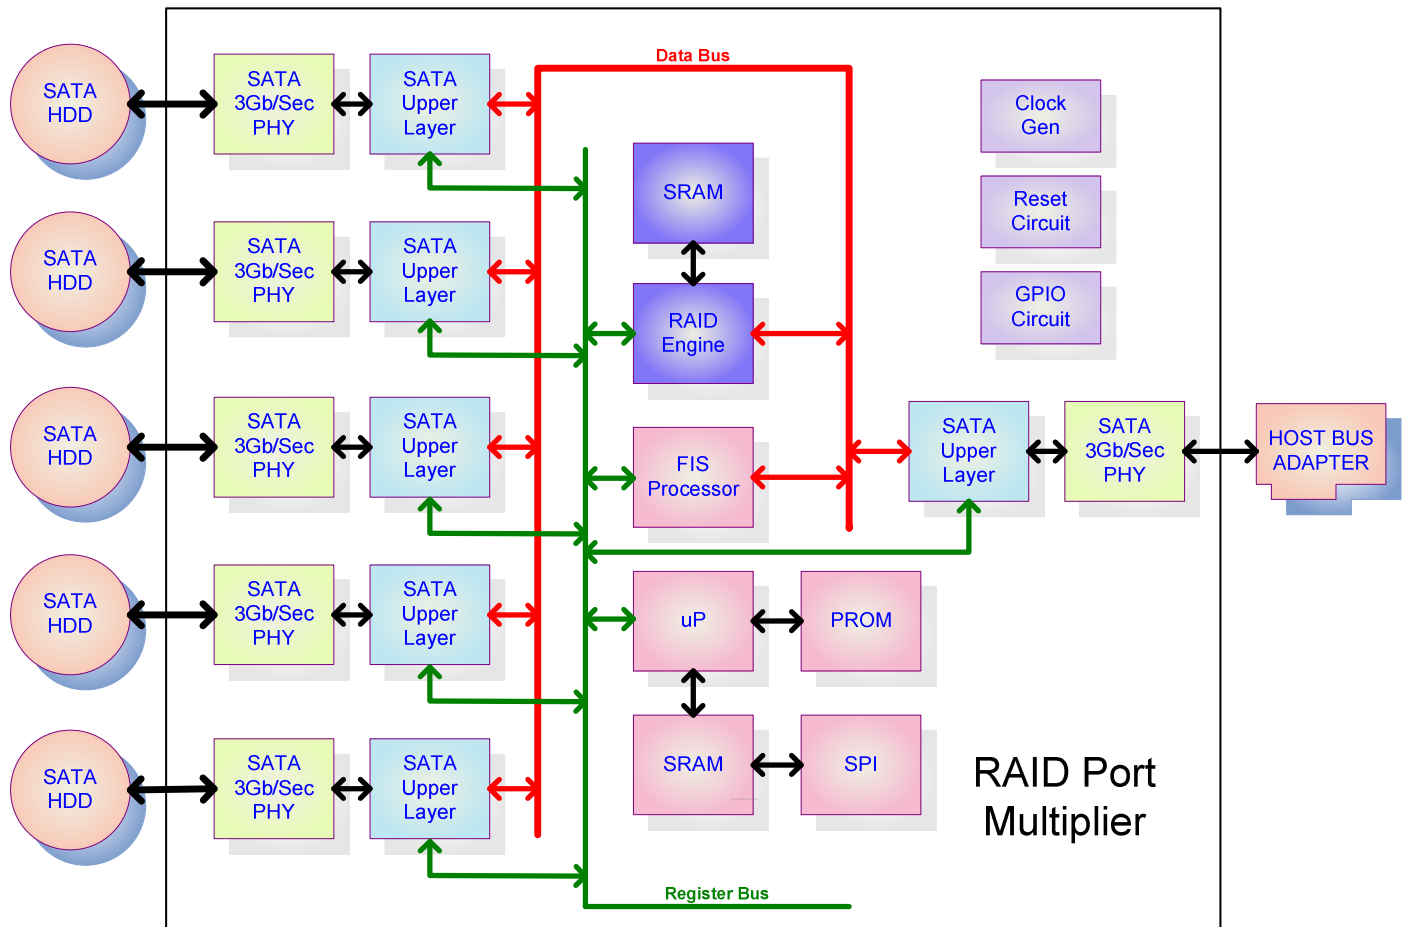 Data Bus
SATA
HDD
SATA
3Gb/Sec
PHY
SATA
Upper
Layer
SATA
HDD
SATA
3Gb/Sec
PHY
SATA
Upper
Layer
SATA
HDD
SATA
3Gb/Sec
PHY
SATA
Upper
Layer
SATA
HDD
SATA
3Gb/Sec
PHY
SATA
Upper
Layer
SATA
HDD
SATA
3Gb/Sec
PHY
SATA
Upper
Layer
SRAM
RAID
Engine
FIS
Processor
uP
PROM
SRAM
SPI
Clock
Gen
Reset
Circuit
GPIO
Circuit
SATA
Upper
Layer
SATA
3Gb/Sec
PHY
HOST BUS
ADAPTER
RAID Port
Multiplier
Register Bus